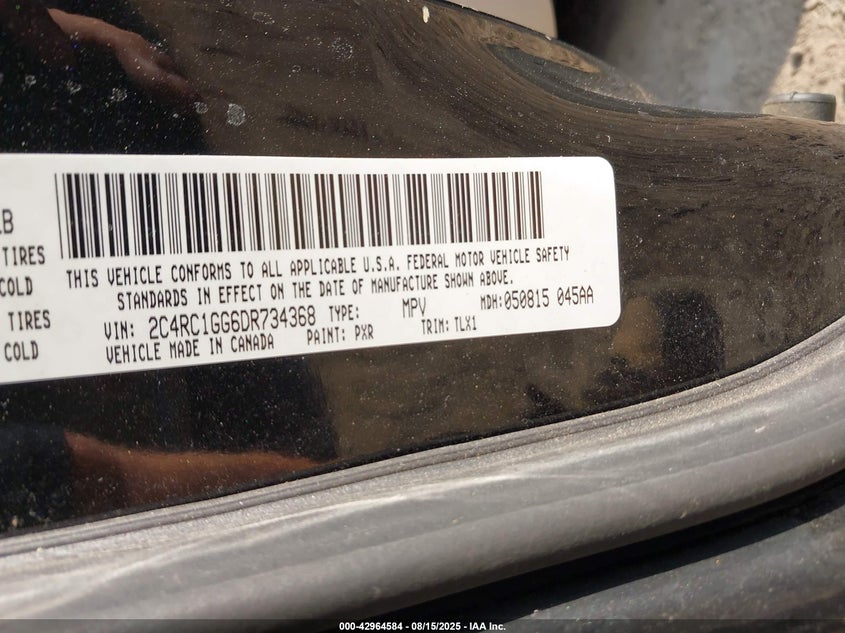 LB
TIRES
COLD
TIRES
COLD
THIS VEHICLE CONFORMS TO ALL APPLICABLE U.S.A. FEDERAL MOTOR VEHICLE SAFETY
STANDARDS IN EFFECT ON THE DATE OF MANUFACTURE SHOWN ABOVE.
VIN: 2C4RC1GG6DR734368 TYPE: MPV MDH:050815 045AA
VEHICLE MADE IN CANADA PAINT: PXR TRIM: TLX1
000-42964584 - 08/15/2025 - IAA Inc.